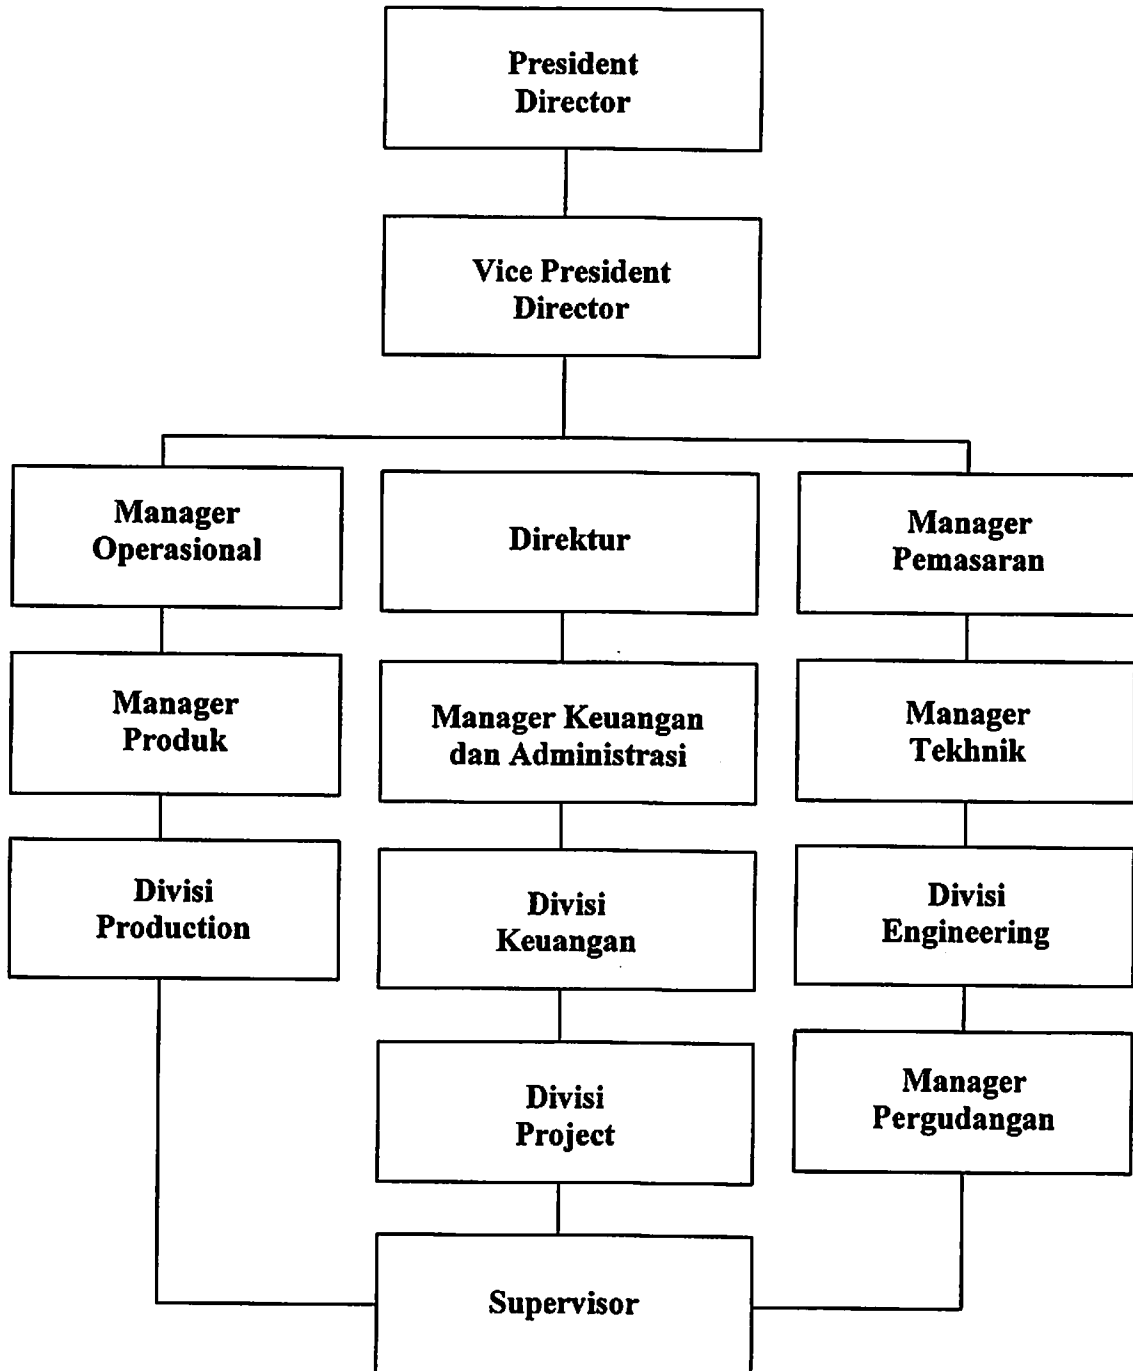 President
Director
Vice President
Director
Manager
Operasional
Direktur
Manager
Pemasaran
Manager
Produk
Manager Keuangan
dan Administrasi
Manager
Tekhnik
Divisi
Production
Divisi
Keuangan
Divisi
Engineering
Divisi
Project
Manager
Pergudangan
Supervisor